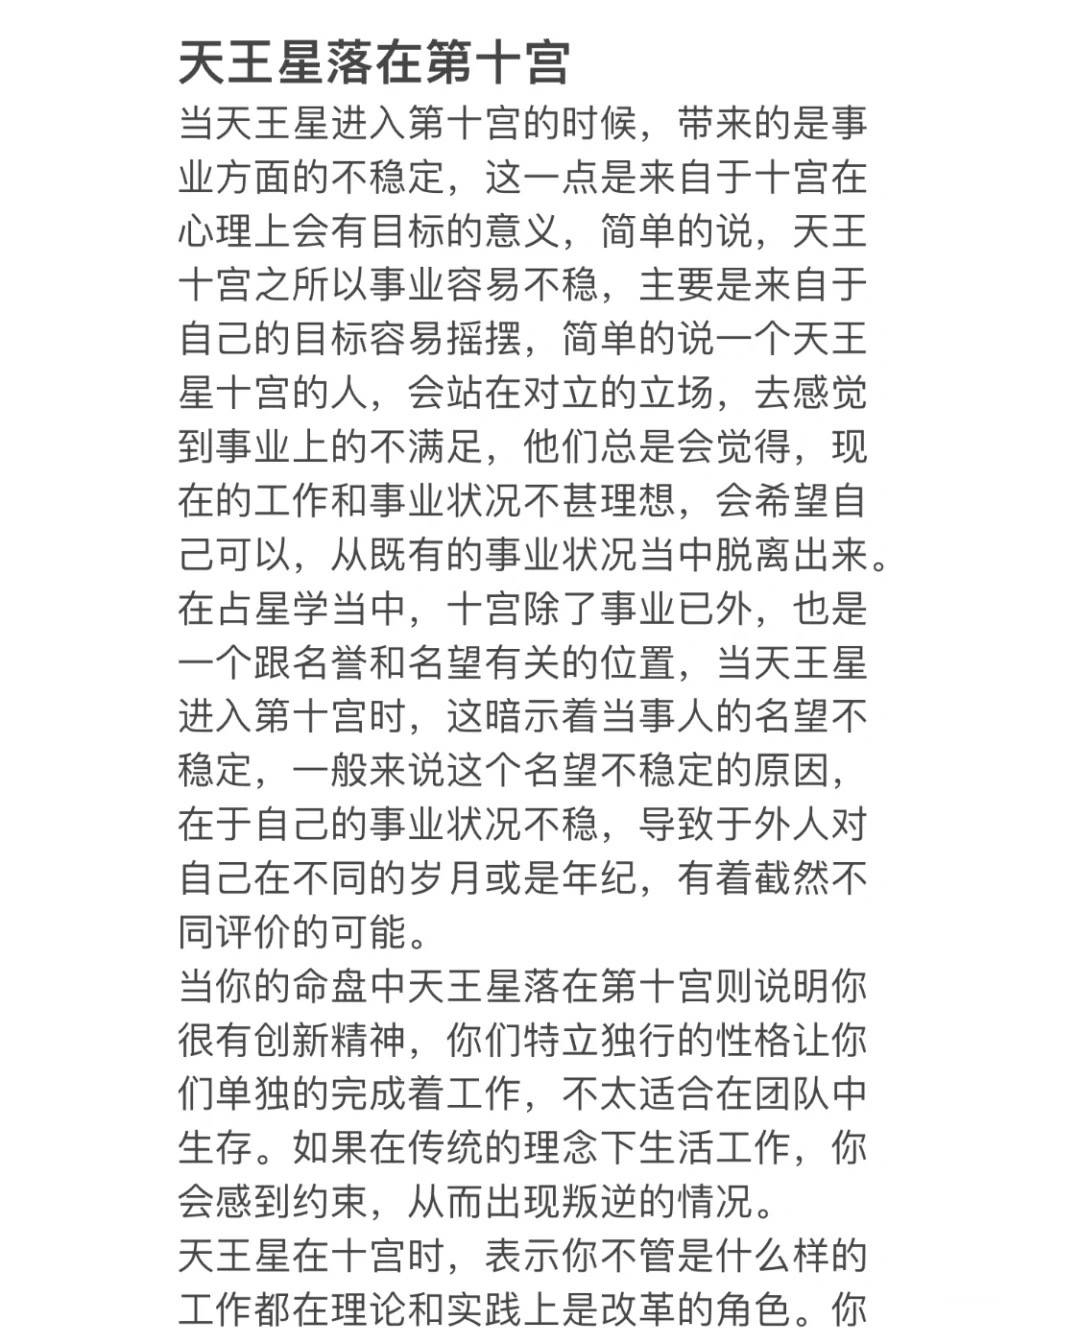 天王星落在第十宫
当天王星进入第十宫的时候，带来的是事
业方面的不稳定，这一点是来自于十宫在
心理上会有目标的意义，简单的说，天王
十宫之所以事业容易不稳，主要是来自于
自己的目标容易摇摆，简单的说一个天王
星十宫的人，会站在对立的立场，去感觉
到事业上的不满足，他们总是会觉得，现
在的工作和事业状况不甚理想，会希望自
己可以，从既有的事业状况当中脱离出来。
在占星学当中，十宫除了事业已外，也是
一个跟名誉和名望有关的位置，当天王星
进入第十宫时，这暗示着当事人的名望不
稳定，一般来说这个名望不稳定的原因，
在于自己的事业状况不稳，导致于外人对
自己在不同的岁月或是年纪，有着截然不
同评价的可能。
当你的命盘中天王星落在第十宫则说明你
很有创新精神，你们特立独行的性格让你
们单独的完成着工作，不太适合在团队中
生存。如果在传统的理念下生活工作，你
会感到约束，从而出现叛逆的情况。
天王星在十宫时，表示你不管是什么样的
工作都在理论和实践上是改革的角色。你